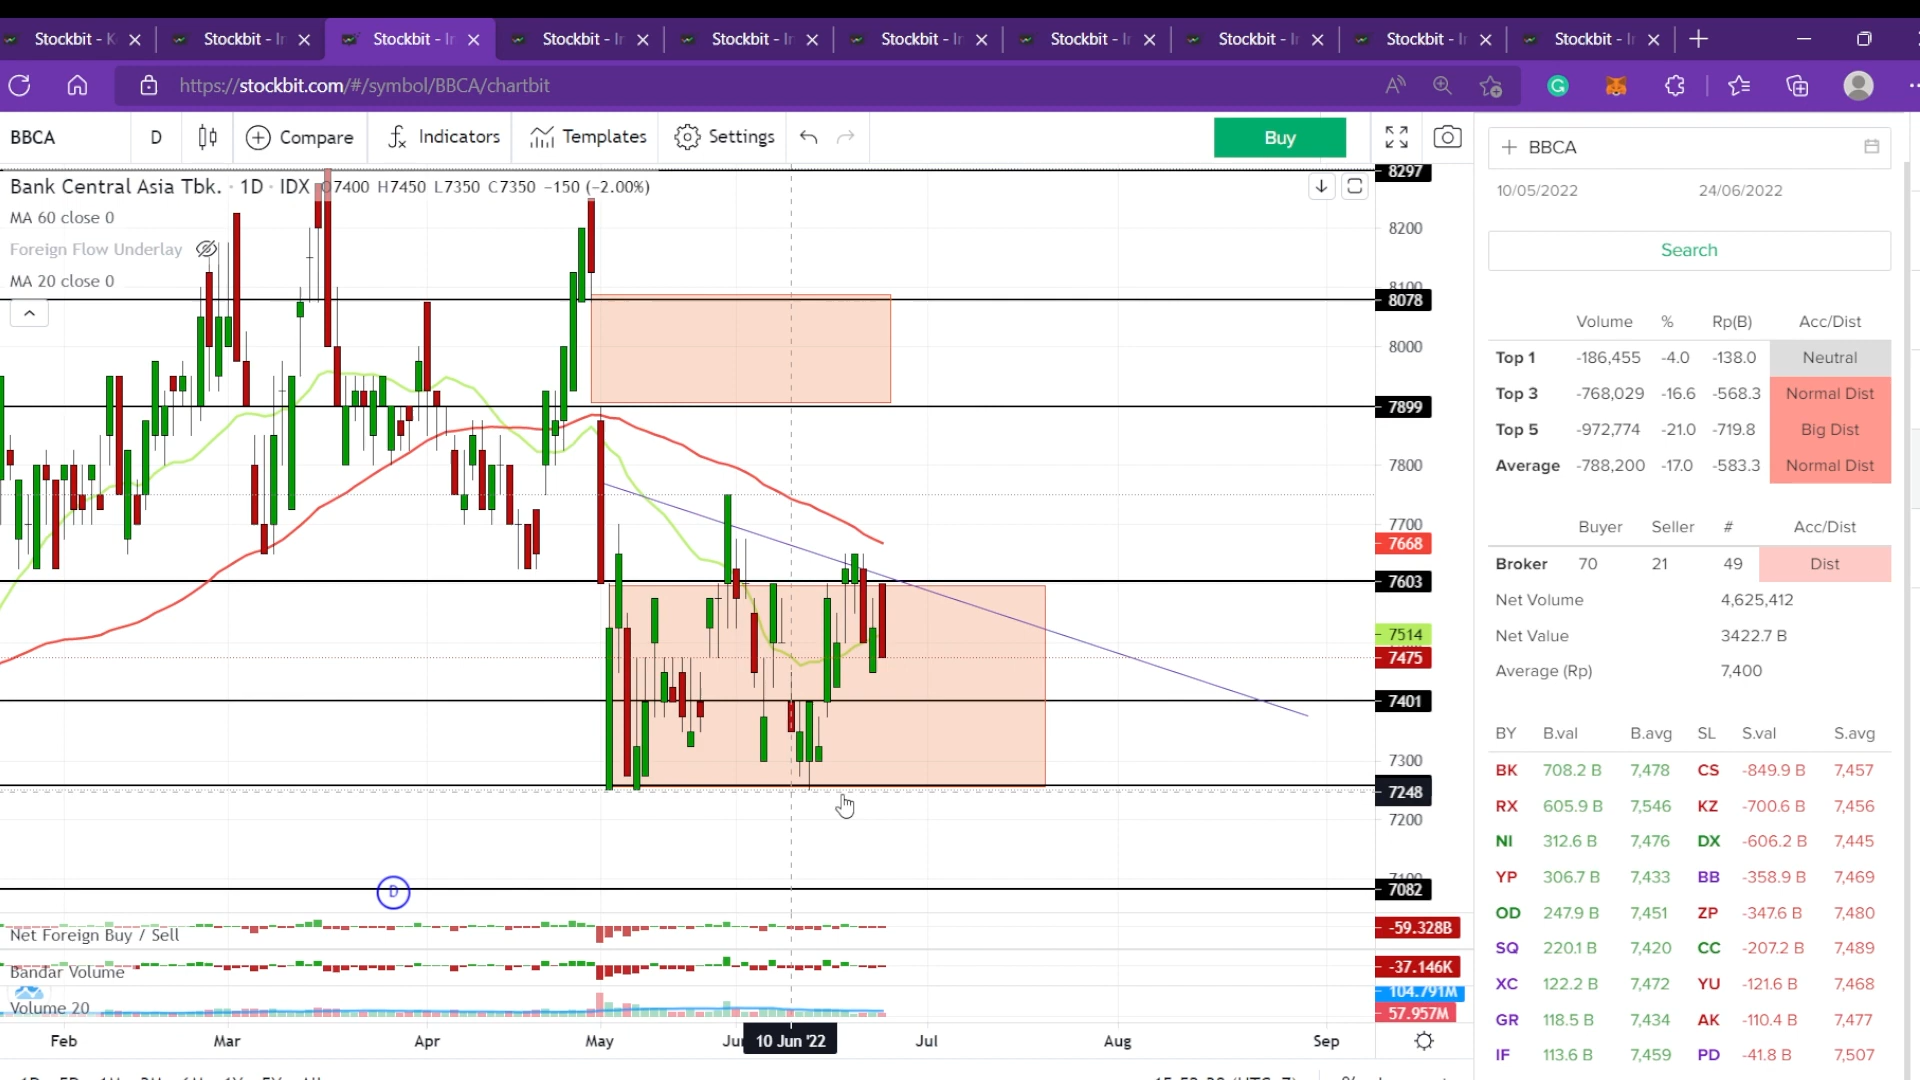 Stockbit - K
Stockbit - In
Stockbit - In
Stockbit - In
Stockbit - In
Stockbit - In
Stockbit - In
Stockbit - In
Stockbit - In
Stockbit - In
https://stockbit.com/#/symbol/BBCA/chartbit
BBCA D Compare Indicators Templates Settings Buy
Bank Central Asia Tbk. · 1D · IDX O7400 H7450 L7350 C7350 −150 (−2.00%)
MA 60 close 0
Foreign Flow Underlay
MA 20 close 0
8297
8200
8100
8078
8000
7899
7800
7700
7668
7603
7514
7475
7401
7300
7248
7200
7100
7082
D
Net Foreign Buy / Sell
-59.328B
Bandar Volume
-37.146K
Volume 20
104.791M
57.957M
Feb Mar Apr May Jun 10 Jun '22 Jul Aug Sep
BBCA
10/05/2022 24/06/2022
Search
Volume % Rp(B) Acc/Dist
Top 1 -186,455 -4.0 -138.0 Neutral
Top 3 -768,029 -16.6 -568.3 Normal Dist
Top 5 -972,774 -21.0 -719.8 Big Dist
Average -788,200 -17.0 -583.3 Normal Dist
Buyer Seller # Acc/Dist
Broker 70 21 49 Dist
Net Volume 4,625,412
Net Value 3422.7 B
Average (Rp) 7,400
BY B.val B.avg SL S.val S.avg
BK 708.2 B 7,478 CS -849.9 B 7,457
RX 605.9 B 7,546 KZ -700.6 B 7,456
NI 312.6 B 7,476 DX -606.2 B 7,445
YP 306.7 B 7,433 BB -358.9 B 7,469
OD 247.9 B 7,451 ZP -347.6 B 7,480
SQ 220.1 B 7,420 CC -207.2 B 7,489
XC 122.2 B 7,472 YU -121.6 B 7,468
GR 118.5 B 7,434 AK -110.4 B 7,477
IF 113.6 B 7,459 PD -41.8 B 7,507